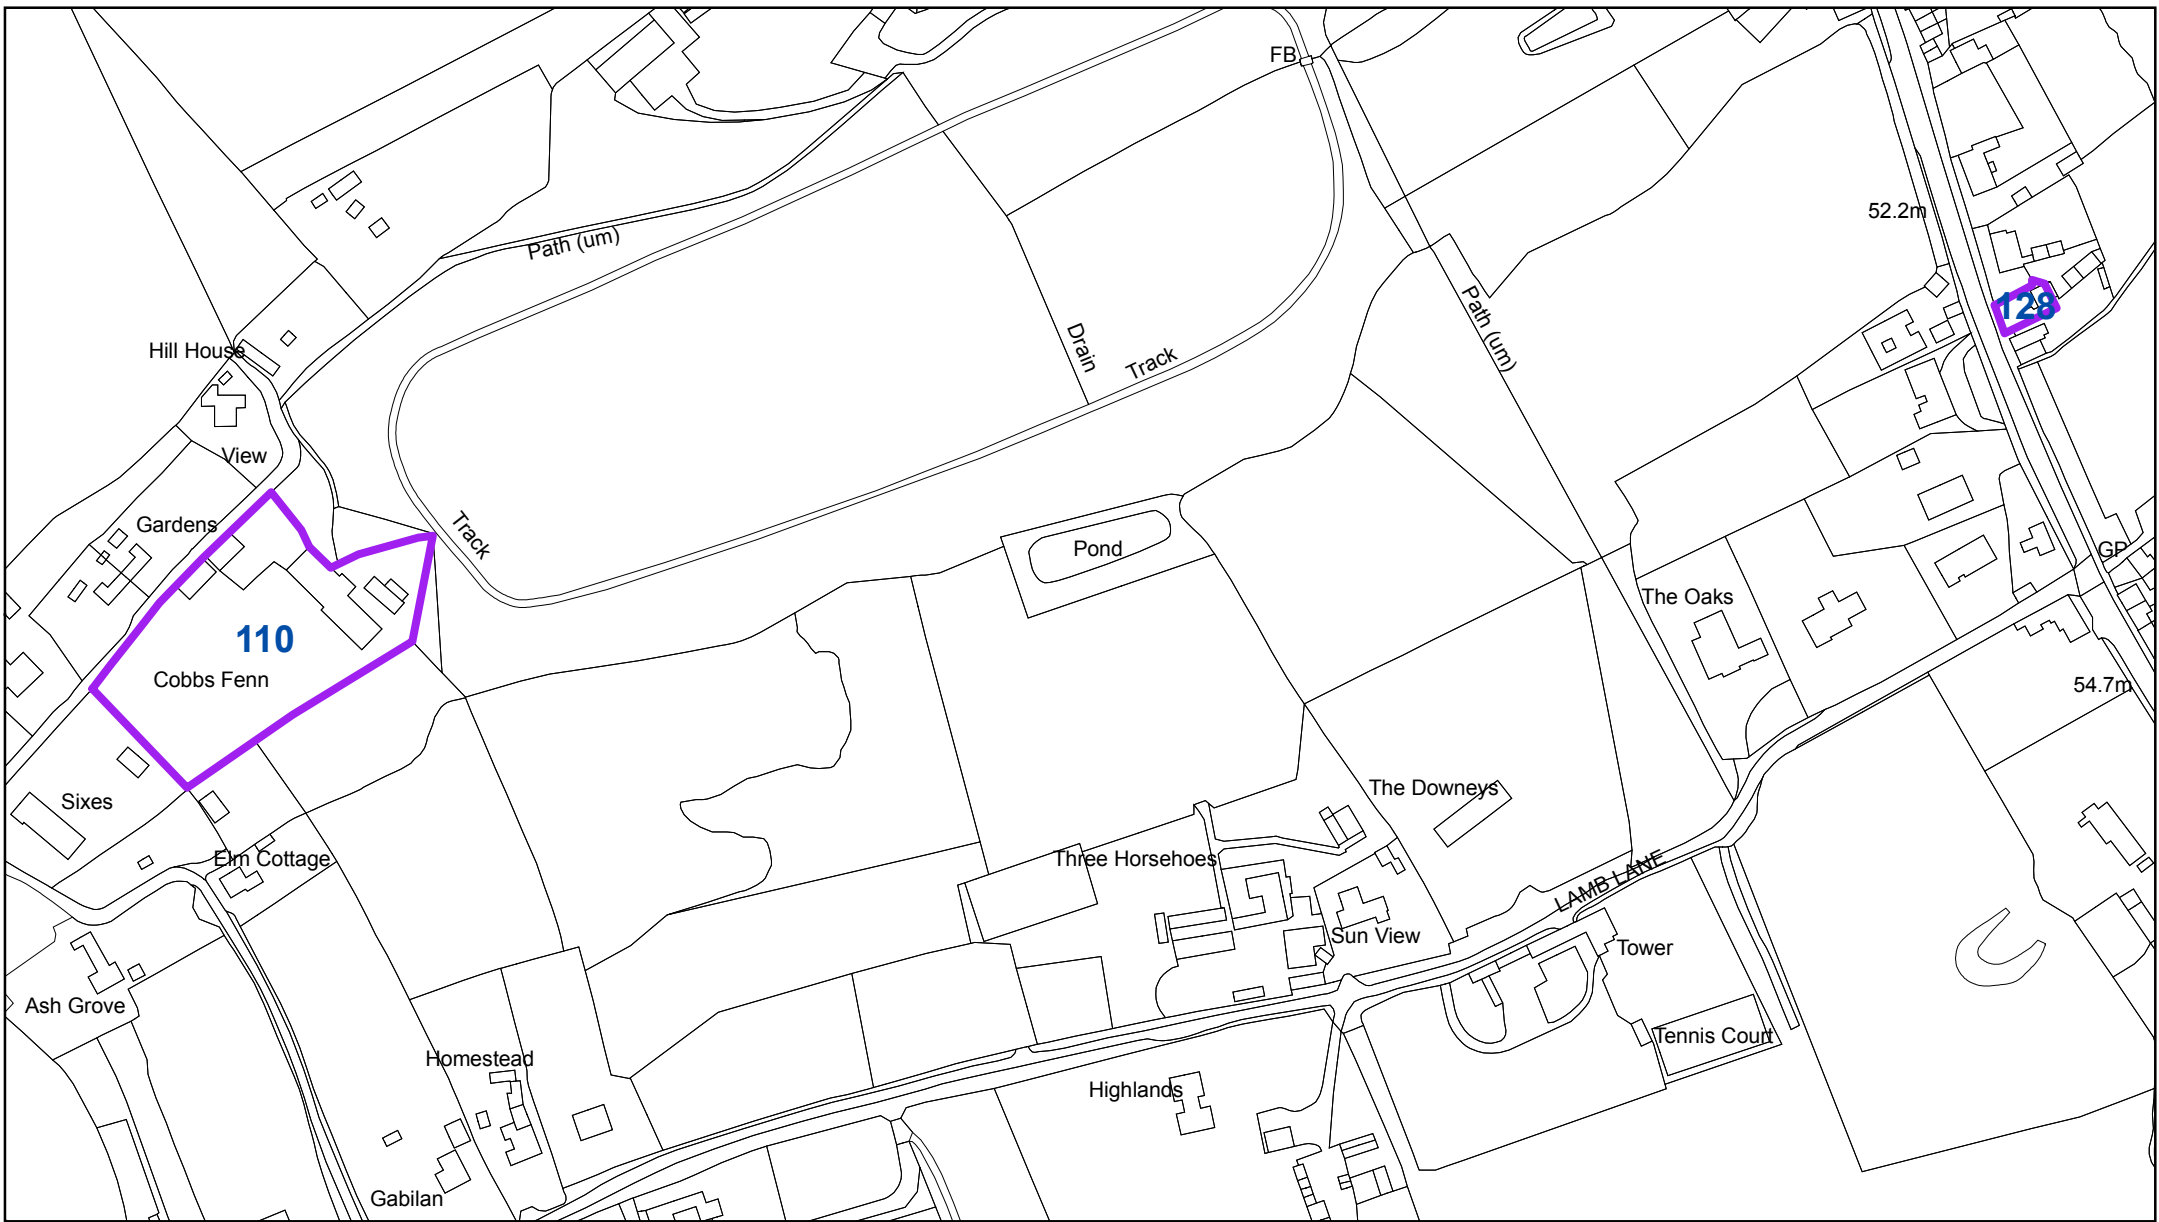 FB
52.2m
Path (um)
128
Path (um)
Hill House
Drain
Track
View
Gardens
Track
Pond
GP
The Oaks
110
Cobbs Fenn
54.7m
The Downeys
Sixes
Elm Cottage
Three Horsehoes
LAMB LANE
Sun View
Tower
Ash Grove
Tennis Court
Homestead
Highlands
Gabilan